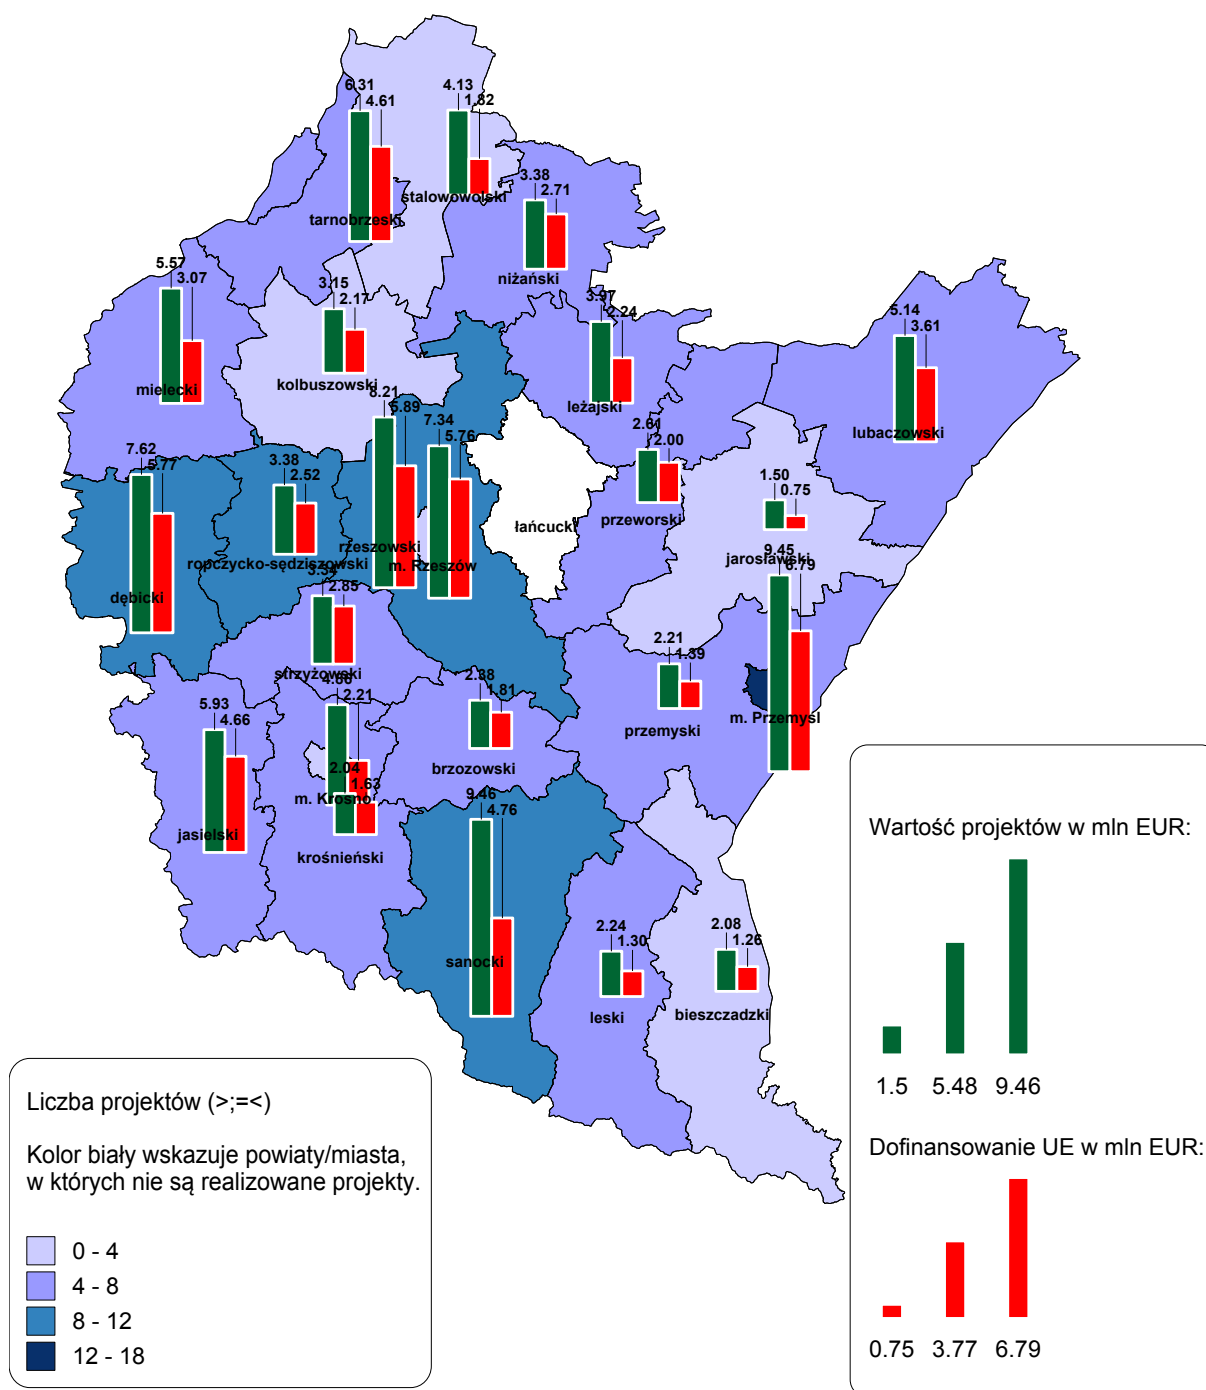 6.31
4.61
tarnobrzeski
4.13
1.82
stalowowolski
3.38
2.71
niżański
5.57
3.07
mielecki
3.15
2.17
kolbuszowski
3.97
2.24
leżajski
5.14
3.61
lubaczowski
8.21
5.89
rzeszowski
7.34
5.76
m. Rzeszów
łańcucki
2.61
2.00
przeworski
1.50
0.75
jarosławski
7.62
5.77
dębicki
3.38
2.52
ropczycko-sędziszowski
3.34
2.85
strzyżowski
9.45
6.79
m. Przemyśl
2.21
1.39
przemyski
5.93
4.66
jasielski
4.86
2.21
m. Krosno
2.04
1.63
krośnieński
2.38
1.81
brzozowski
9.46
4.76
sanocki
2.24
1.30
leski
2.08
1.26
bieszczadzki
Liczba projektów (>;=<)
Kolor biały wskazuje powiaty/miasta,
w których nie są realizowane projekty.
0 - 4
4 - 8
8 - 12
12 - 18
Wartość projektów w mln EUR:
1.5 5.48 9.46
Dofinansowanie UE w mln EUR:
0.75 3.77 6.79